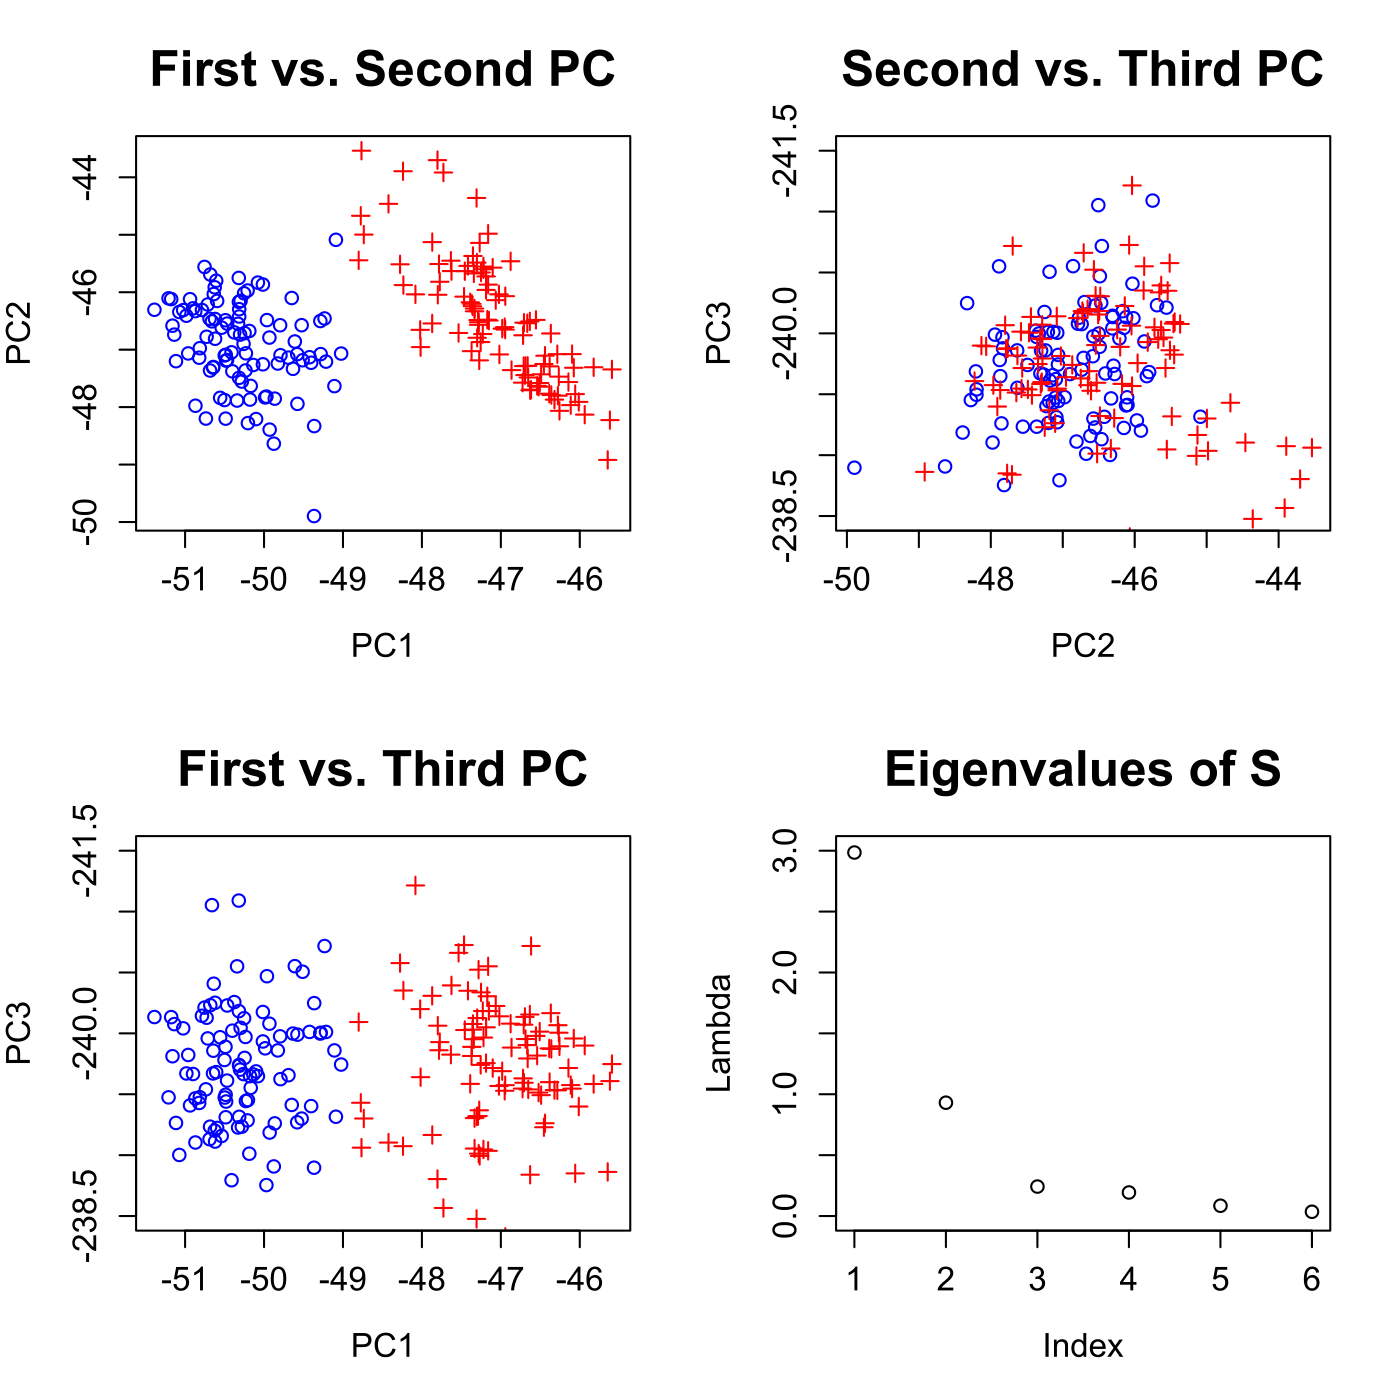 First vs. Second PC
PC2
-44
-46
-48
-50
-51 -50 -49 -48 -47 -46
PC1
Second vs. Third PC
PC3
-241.5
-240.0
-238.5
-50 -48 -46 -44
PC2
First vs. Third PC
PC3
-241.5
-240.0
-238.5
-51 -50 -49 -48 -47 -46
PC1
Eigenvalues of S
Lambda
3.0
2.0
1.0
0.0
1 2 3 4 5 6
Index